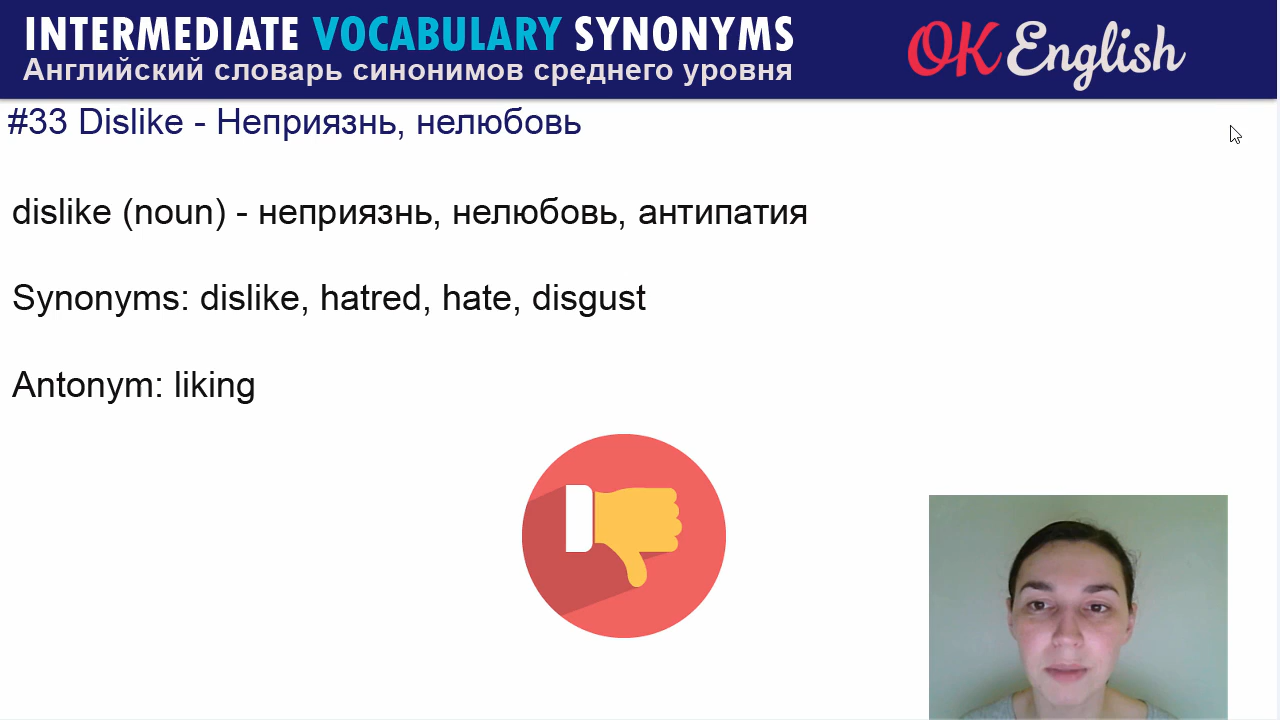 INTERMEDIATE VOCABULARY SYNONYMS
Английский словарь синонимов среднего уровня
OK English
#33 Dislike - Неприязнь, нелюбовь
dislike (noun) - неприязнь, нелюбовь, антипатия
Synonyms: dislike, hatred, hate, disgust
Antonym: liking